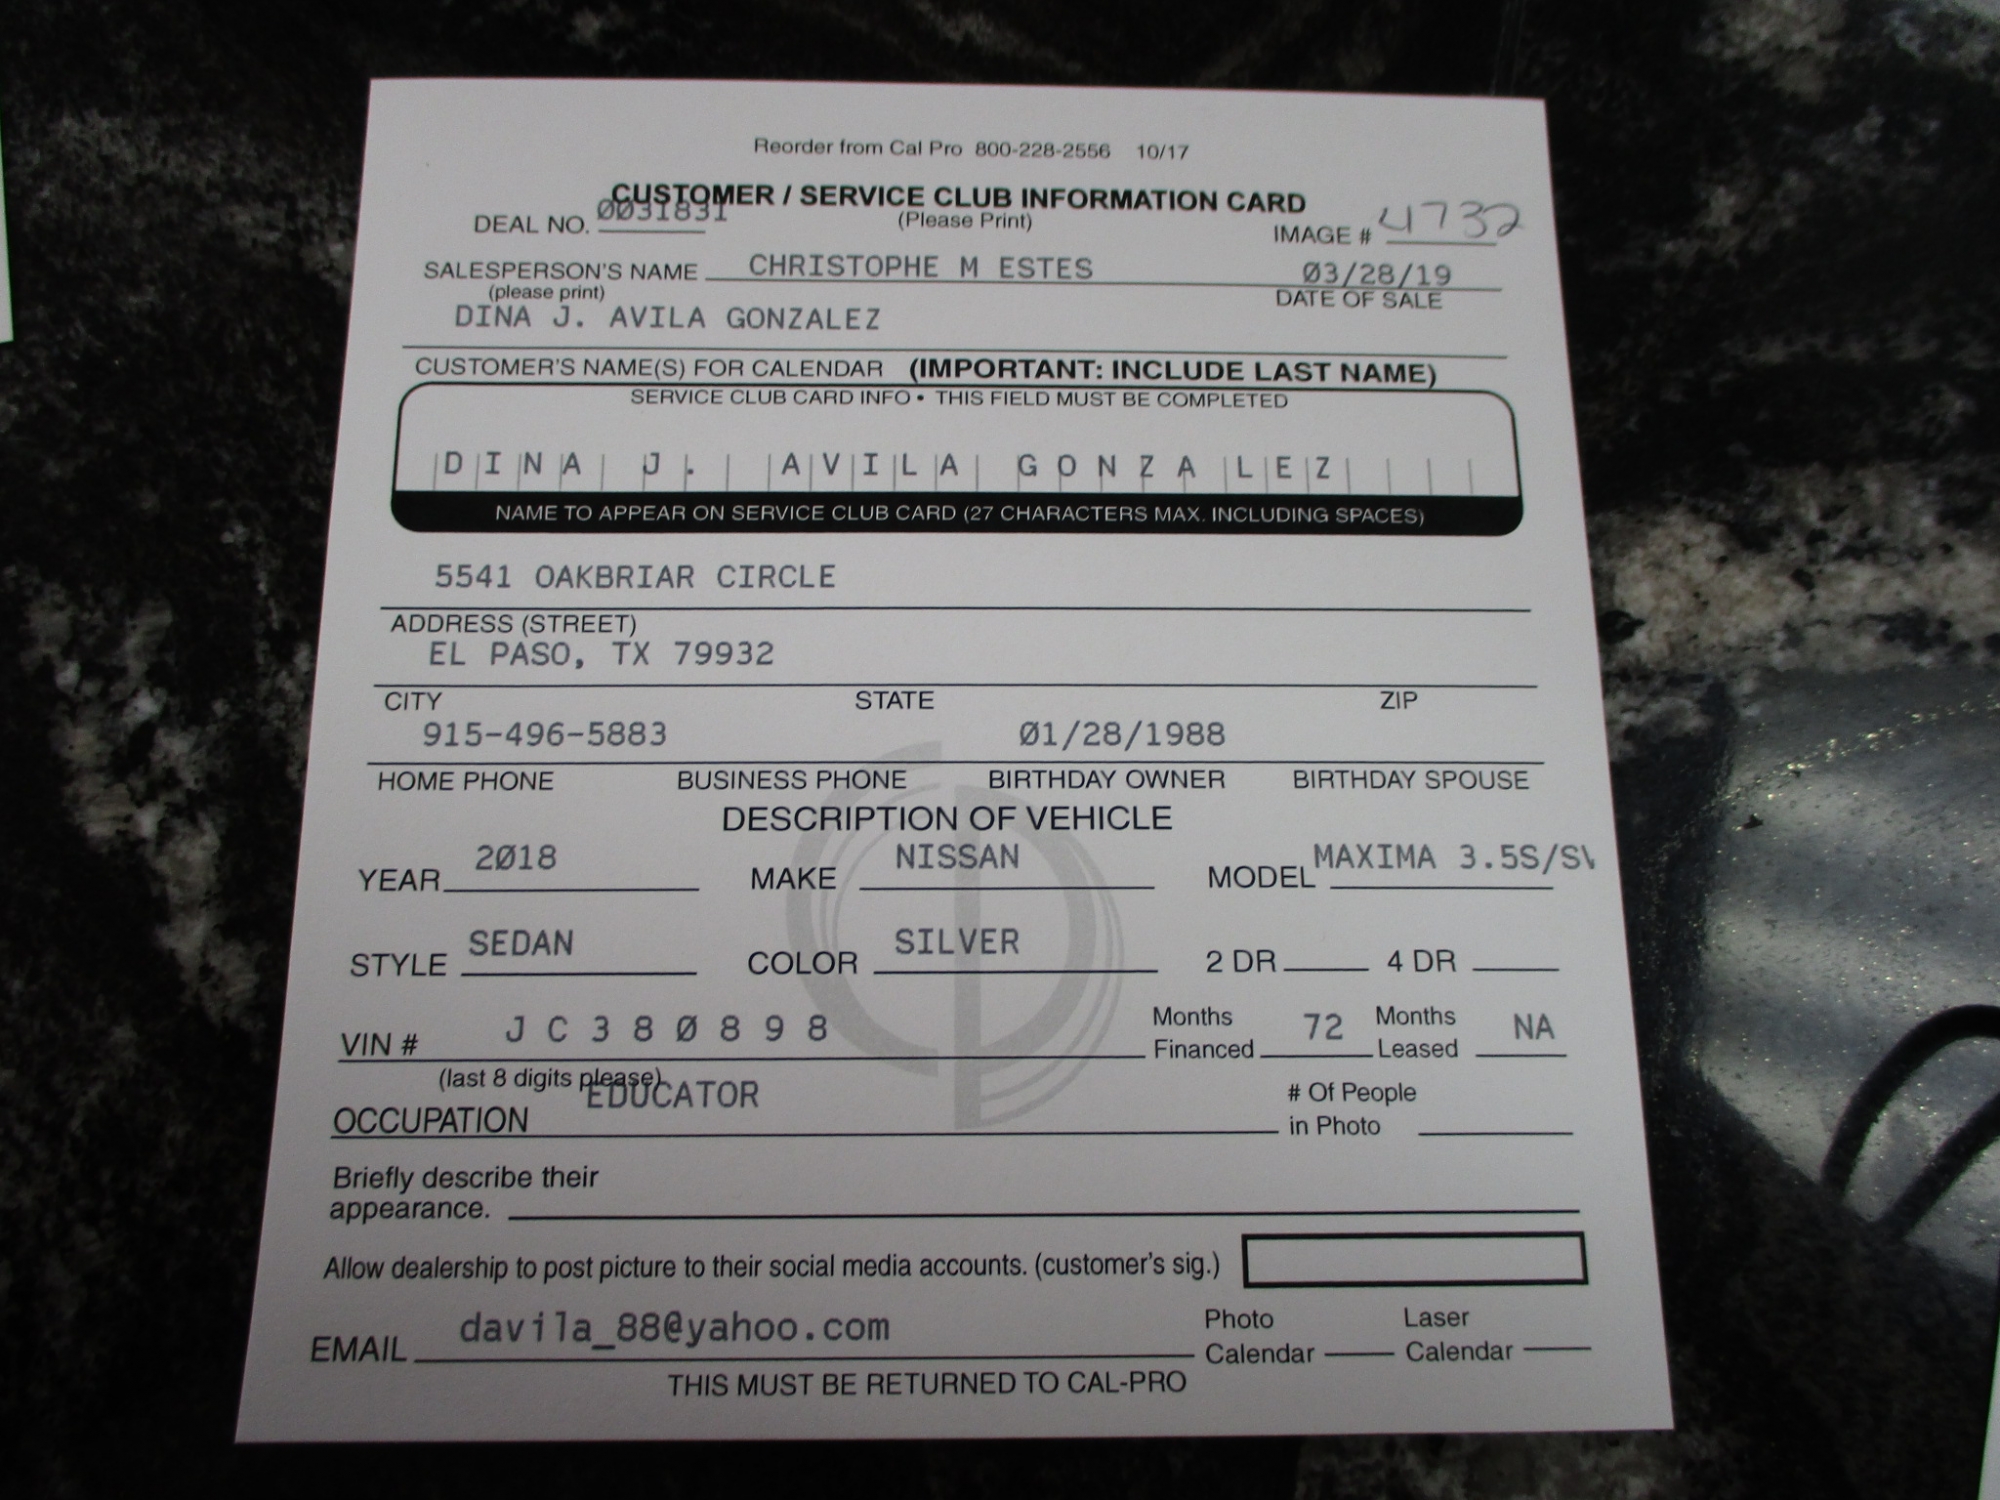 Reorder from Cal Pro 800-228-2556 10/17
CUSTOMER / SERVICE CLUB INFORMATION CARD
DEAL NO. 0031831 (Please Print) IMAGE # 4732
SALESPERSON'S NAME CHRISTOPHE M ESTES 03/28/19
(please print) DATE OF SALE
DINA J. AVILA GONZALEZ
CUSTOMER'S NAME(S) FOR CALENDAR (IMPORTANT: INCLUDE LAST NAME)
SERVICE CLUB CARD INFO • THIS FIELD MUST BE COMPLETED
DINA J. AVILA GONZALEZ
NAME TO APPEAR ON SERVICE CLUB CARD (27 CHARACTERS MAX. INCLUDING SPACES)
5541 OAKBRIAR CIRCLE
ADDRESS (STREET)
EL PASO, TX 79932
CITY STATE ZIP
915-496-5883 01/28/1988
HOME PHONE BUSINESS PHONE BIRTHDAY OWNER BIRTHDAY SPOUSE
DESCRIPTION OF VEHICLE
YEAR 2018 MAKE NISSAN MODEL MAXIMA 3.5S/S
STYLE SEDAN COLOR SILVER 2 DR 4 DR
VIN # JC380898 Months Financed 72 Months Leased NA
(last 8 digits please)
OCCUPATION EDUCATOR # Of People in Photo
Briefly describe their
appearance.
Allow dealership to post picture to their social media accounts. (customer's sig.)
EMAIL davila_88@yahoo.com Photo Calendar Laser Calendar
THIS MUST BE RETURNED TO CAL-PRO